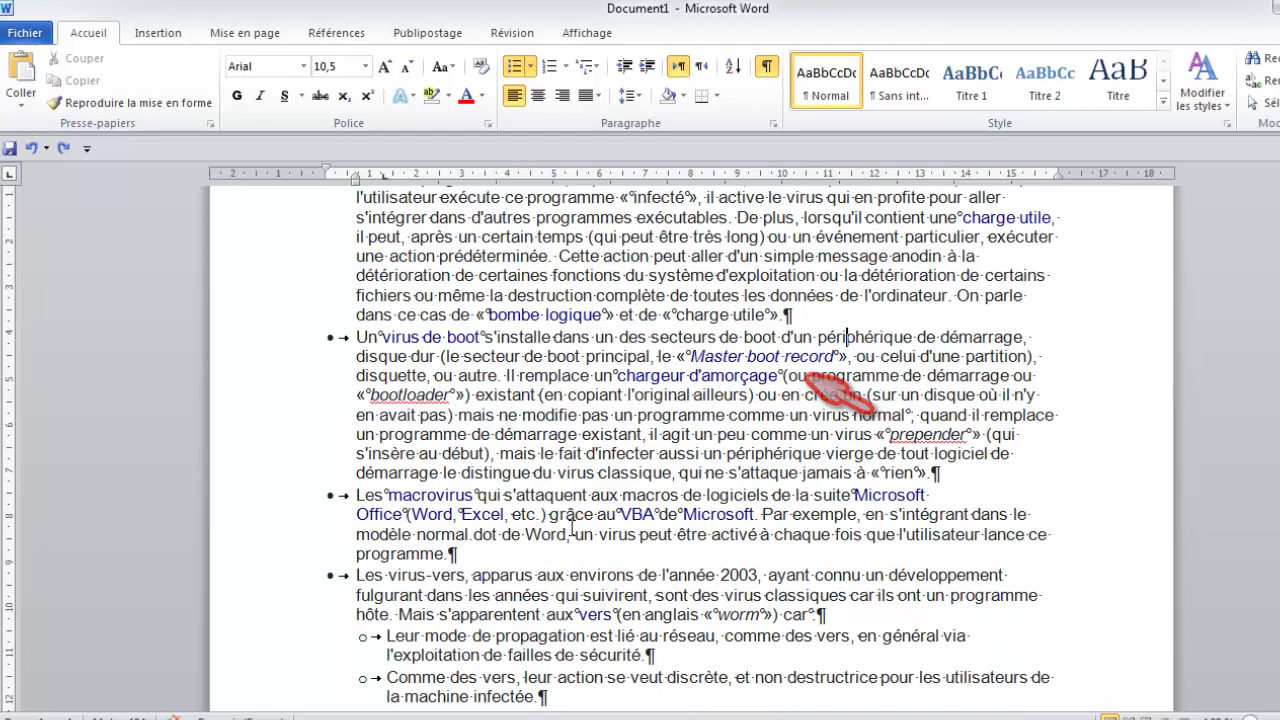 Document1 - Microsoft Word
Fichier Accueil Insertion Mise en page Références Publipostage Révision Affichage
Coller
Couper
Copier
Reproduire la mise en forme
Presse-papiers
Arial 10,5
Police
Paragraphe
AaBbCcDc AaBbCcDc AaBbCc AaBbCc AaB
¶ Normal ¶ Sans int... Titre 1 Titre 2 Titre
Modifier les styles
Style
l'utilisateur exécute ce programme «°infecté°», il active le virus qui en profite pour aller
s'intégrer dans d'autres programmes exécutables. De plus, lorsqu'il contient une°charge utile,
il peut, après un certain temps (qui peut être très long) ou un événement particulier, exécuter
une action prédéterminée. Cette action peut aller d'un simple message anodin à la
détérioration de certaines fonctions du système d'exploitation ou la détérioration de certains
fichiers ou même la destruction complète de toutes les données de l'ordinateur. On parle
dans ce cas de «°bombe logique°» et de «°charge utile°».¶
• Un°virus de boot°s'installe dans un des secteurs de boot d'un périphérique de démarrage,
disque dur (le secteur de boot principal, le «°Master boot record°», ou celui d'une partition),
disquette, ou autre. Il remplace un°chargeur d'amorçage°(ou programme de démarrage ou
«°bootloader°») existant (en copiant l'original ailleurs) ou en crée un (sur un disque où il n'y
en avait pas) mais ne modifie pas un programme comme un virus normal°; quand il remplace
un programme de démarrage existant, il agit un peu comme un virus «°prepender°» (qui
s'insère au début), mais le fait d'infecter aussi un périphérique vierge de tout logiciel de
démarrage le distingue du virus classique, qui ne s'attaque jamais à «°rien°».¶
• Les°macrovirus°qui s'attaquent aux macros de logiciels de la suite°Microsoft
Office°(Word,°Excel, etc.) grâce au°VBA°de°Microsoft. Par exemple, en s'intégrant dans le
modèle normal.dot de Word, un virus peut être activé à chaque fois que l'utilisateur lance ce
programme.¶
• Les virus-vers, apparus aux environs de l'année 2003, ayant connu un développement
fulgurant dans les années qui suivirent, sont des virus classiques car ils ont un programme
hôte. Mais s'apparentent aux°vers°(en anglais «°worm°») car°:¶
o Leur mode de propagation est lié au réseau, comme des vers, en général via
l'exploitation de failles de sécurité.¶
o Comme des vers, leur action se veut discrète, et non destructrice pour les utilisateurs de
la machine infectée.¶